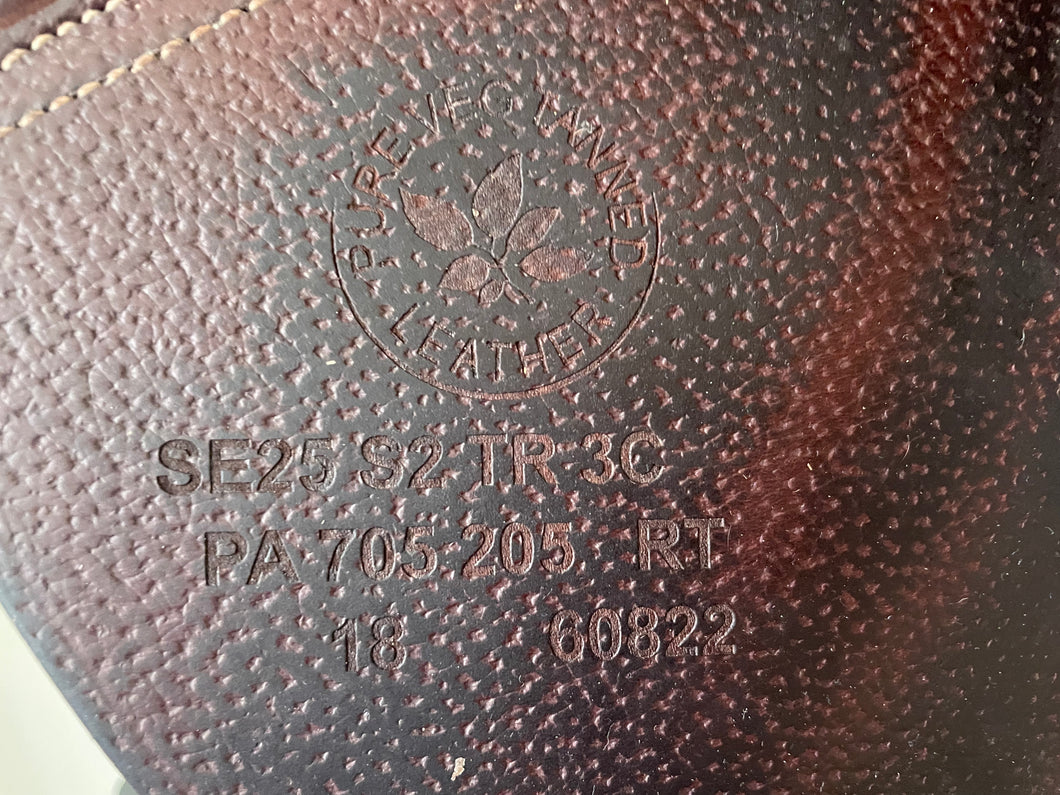 PURE VEG TANNED
LEATHER
SE25 S2 TR 3C
PA 705 205 RT
18 60822